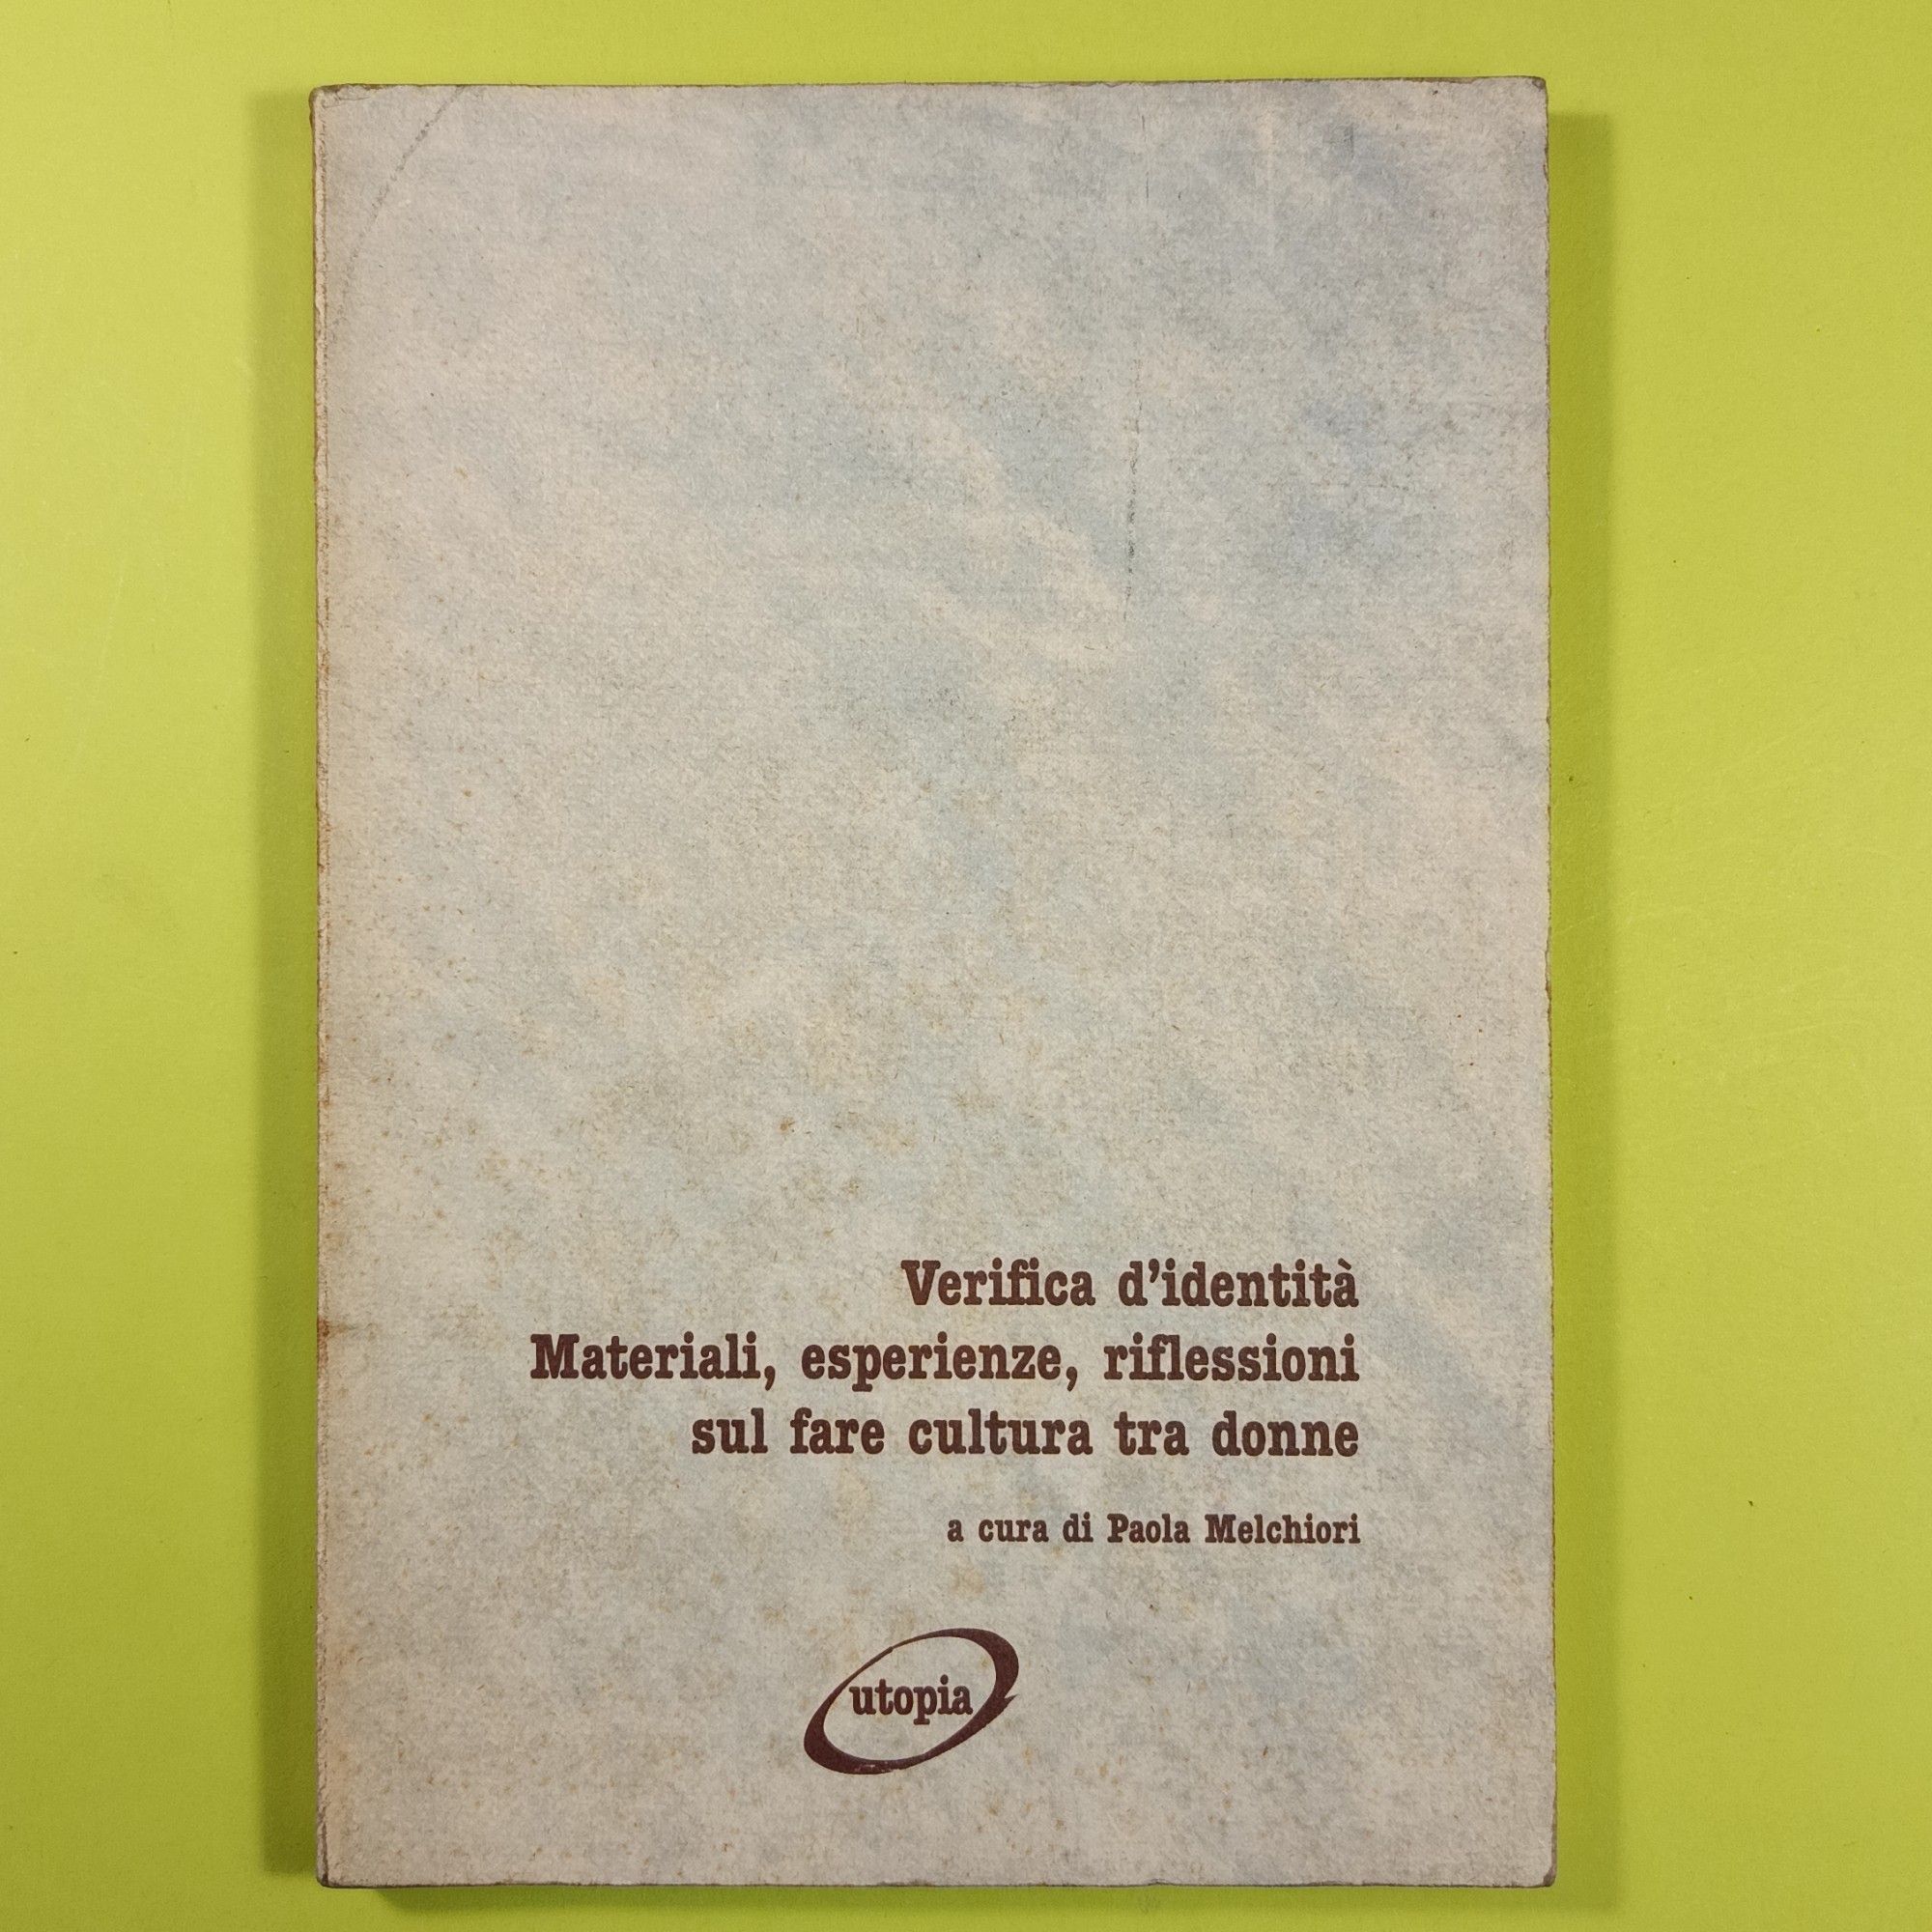 Verifica d'identità
Materiali, esperienze, riflessioni
sul fare cultura tra donne
a cura di Paola Melchiori
utopia